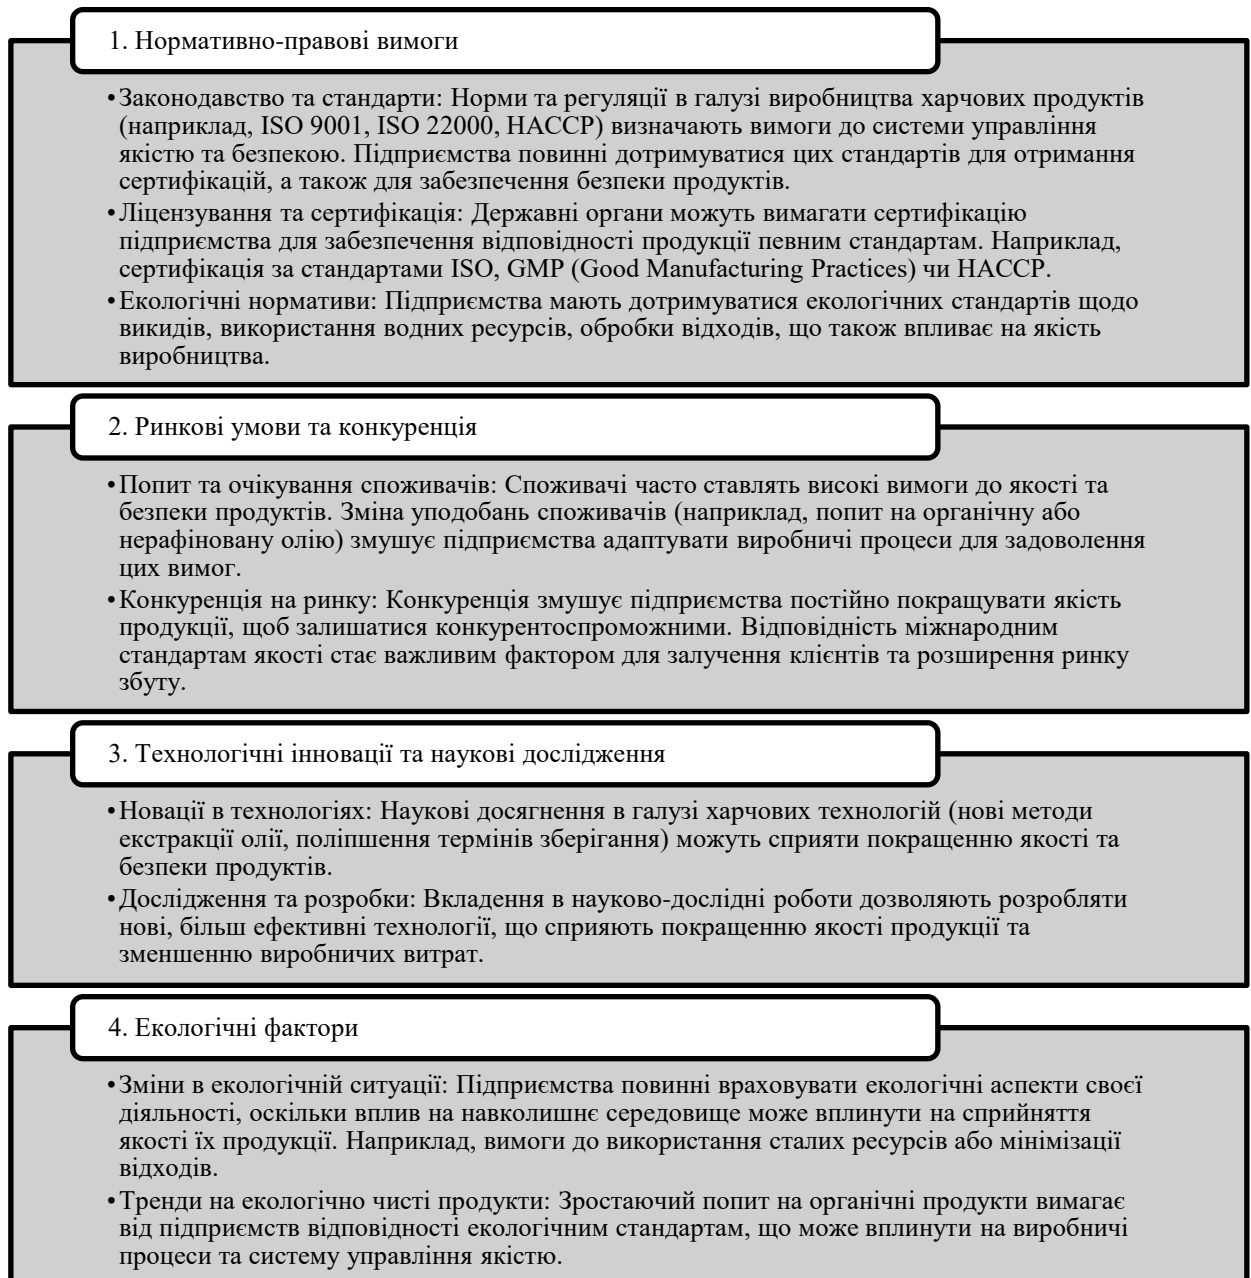 1. Нормативно-правові вимоги
•Законодавство та стандарти: Норми та регуляції в галузі виробництва харчових продуктів
(наприклад, ISO 9001, ISO 22000, HACCP) визначають вимоги до системи управління
якістю та безпекою. Підприємства повинні дотримуватися цих стандартів для отримання
сертифікацій, а також для забезпечення безпеки продуктів.
•Ліцензування та сертифікація: Державні органи можуть вимагати сертифікацію
підприємства для забезпечення відповідності продукції певним стандартам. Наприклад,
сертифікація за стандартами ISO, GMP (Good Manufacturing Practices) чи HACCP.
•Екологічні нормативи: Підприємства мають дотримуватися екологічних стандартів щодо
викидів, використання водних ресурсів, обробки відходів, що також впливає на якість
виробництва.
2. Ринкові умови та конкуренція
•Попит та очікування споживачів: Споживачі часто ставлять високі вимоги до якості та
безпеки продуктів. Зміна уподобань споживачів (наприклад, попит на органічну або
нерафіновану олію) змушує підприємства адаптувати виробничі процеси для задоволення
цих вимог.
•Конкуренція на ринку: Конкуренція змушує підприємства постійно покращувати якість
продукції, щоб залишатися конкурентоспроможними. Відповідність міжнародним
стандартам якості стає важливим фактором для залучення клієнтів та розширення ринку
збуту.
3. Технологічні інновації та наукові дослідження
•Новації в технологіях: Наукові досягнення в галузі харчових технологій (нові методи
екстракції олії, поліпшення термінів зберігання) можуть сприяти покращенню якості та
безпеки продуктів.
•Дослідження та розробки: Вкладення в науково-дослідні роботи дозволяють розробляти
нові, більш ефективні технології, що сприяють покращенню якості продукції та
зменшенню виробничих витрат.
4. Екологічні фактори
•Зміни в екологічній ситуації: Підприємства повинні враховувати екологічні аспекти своєї
діяльності, оскільки вплив на навколишнє середовище може вплинути на сприйняття
якості їх продукції. Наприклад, вимоги до використання сталих ресурсів або мінімізації
відходів.
•Тренди на екологічно чисті продукти: Зростаючий попит на органічні продукти вимагає
від підприємств відповідності екологічним стандартам, що може вплинути на виробничі
процеси та систему управління якістю.